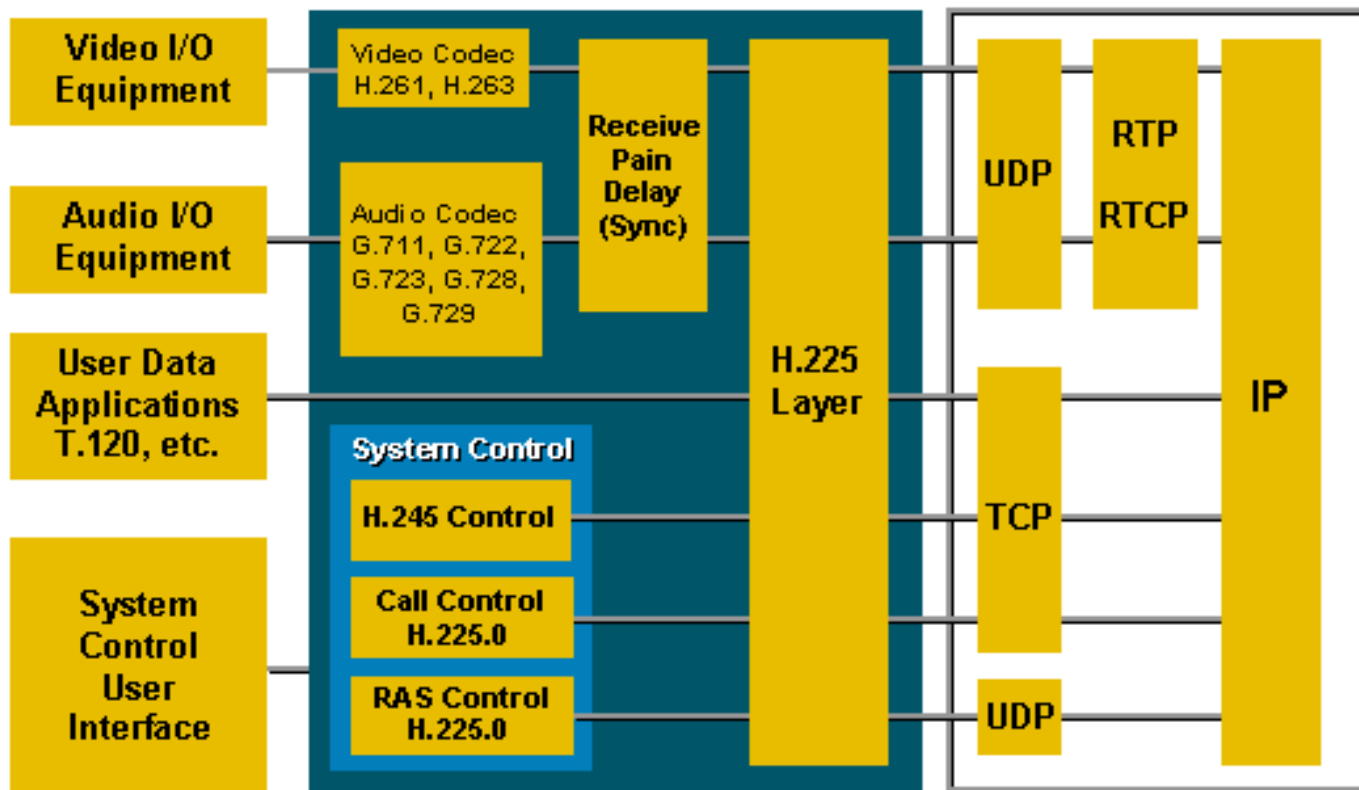 Video I/O
Equipment
Audio I/O
Equipment
User Data
Applications
T.120, etc.
System
Control
User
Interface
Video Codec
H.261, H.263
Audio Codec
G.711, G.722,
G.723, G.728,
G.729
Receive
Pain
Delay
(Sync)
System Control
H.245 Control
Call Control
H.225.0
RAS Control
H.225.0
H.225
Layer
UDP
RTP
RTCP
TCP
UDP
IP